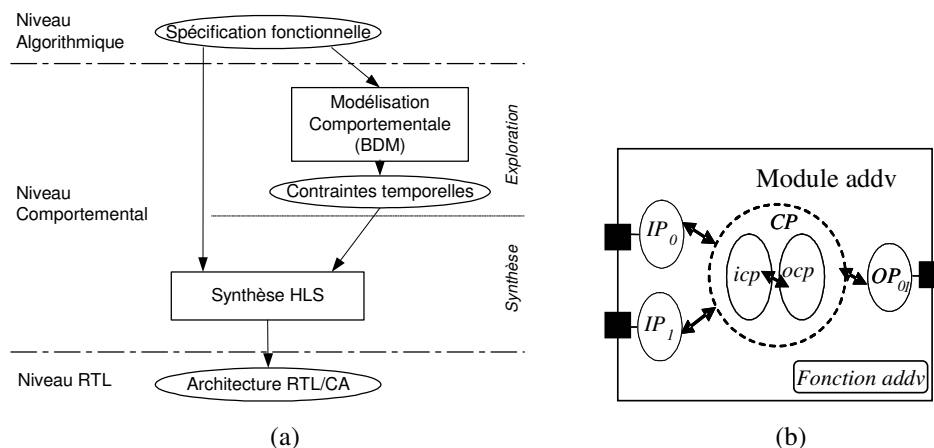 Niveau
Algorithmique
Spécification fonctionnelle
Modélisation
Comportementale
(BDM)
Exploration
Contraintes temporelles
Niveau
Comportemental
Synthèse HLS
Synthèse
Niveau RTL
Architecture RTL/CA
(a)
Module addv
CP
IP0
icp
ocp
OP01
IP1
Fonction addv
(b)